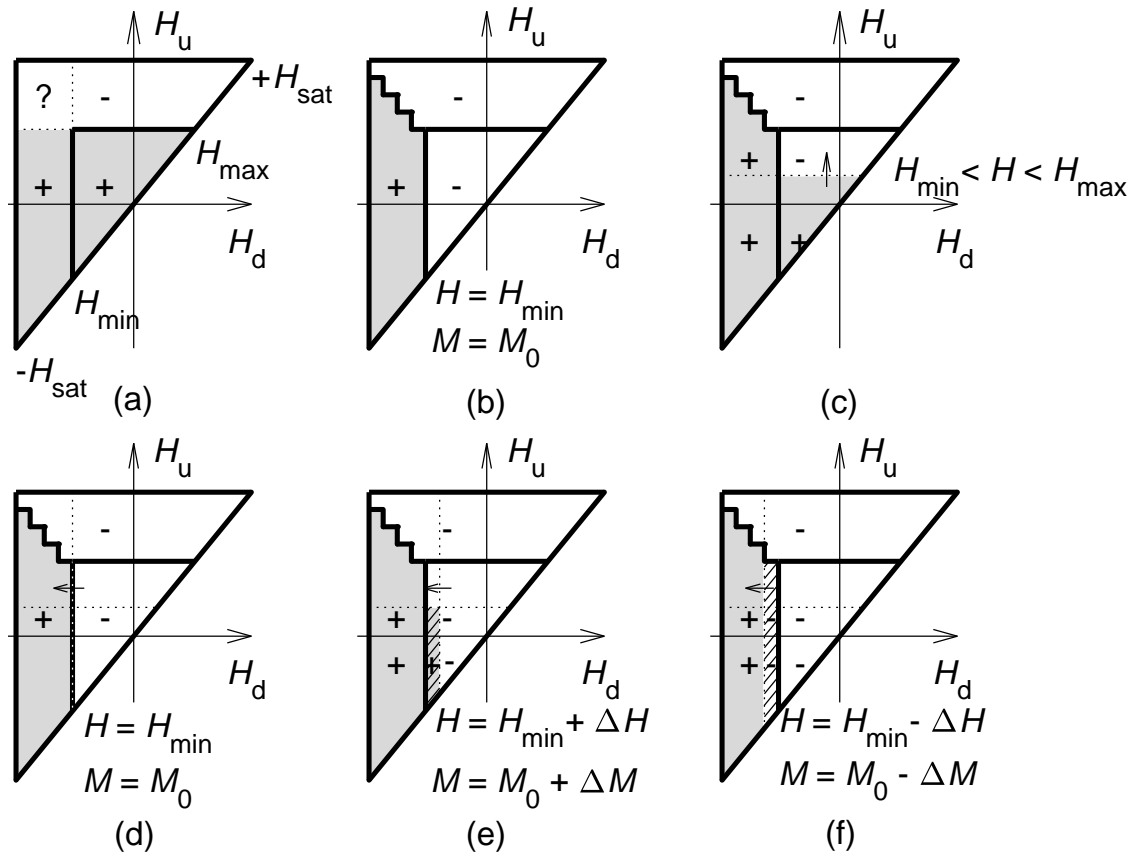 H_u
+H_sat
? -
H_max
+ +
H_d
H_min
-H_sat
(a)
H_u
-
+ -
H_d
H = H_min
M = M_0
(b)
H_u
-
+ -
H_min < H < H_max
+ +
H_d
(c)
H_u
-
+ -
H_d
H = H_min
M = M_0
(d)
H_u
-
+ -
+ + -
H_d
H = H_min + ΔH
M = M_0 + ΔM
(e)
H_u
-
+ - -
+ - -
H_d
H = H_min - ΔH
M = M_0 - ΔM
(f)